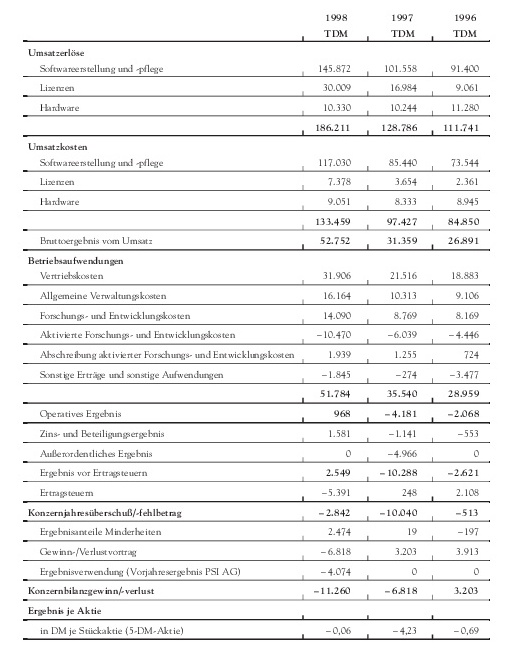 1998 1997 1996
TDM TDM TDM
Umsatzerlöse
Softwareerstellung und -pflege 145.872 101.558 91.400
Lizenzen 30.009 16.984 9.061
Hardware 10.330 10.244 11.280
186.211 128.786 111.741
Umsatzkosten
Softwareerstellung und -pflege 117.030 85.440 73.544
Lizenzen 7.378 3.654 2.361
Hardware 9.051 8.333 8.945
133.459 97.427 84.850
Bruttoergebnis vom Umsatz 52.752 31.359 26.891
Betriebsaufwendungen
Vertriebskosten 31.906 21.516 18.883
Allgemeine Verwaltungskosten 16.164 10.313 9.106
Forschungs- und Entwicklungskosten 14.090 8.769 8.169
Aktivierte Forschungs- und Entwicklungskosten –10.470 –6.039 –4.446
Abschreibung aktivierter Forschungs- und Entwicklungskosten 1.939 1.255 724
Sonstige Erträge und sonstige Aufwendungen –1.845 –274 –3.477
51.784 35.540 28.959
Operatives Ergebnis 968 –4.181 –2.068
Zins- und Beteiligungsergebnis 1.581 –1.141 –553
Außerordentliches Ergebnis 0 –4.966 0
Ergebnis vor Ertragsteuern 2.549 –10.288 –2.621
Ertragsteuern –5.391 248 2.108
Konzernjahresüberschuß/-fehlbetrag –2.842 –10.040 –513
Ergebnisanteile Minderheiten 2.474 19 –197
Gewinn-/Verlustvortrag –6.818 3.203 3.913
Ergebnisverwendung (Vorjahresergebnis PSI AG) –4.074 0 0
Konzernbilanzgewinn/-verlust –11.260 –6.818 3.203
Ergebnis je Aktie
in DM je Stückaktie (5-DM-Aktie) –0,06 –4,23 –0,69